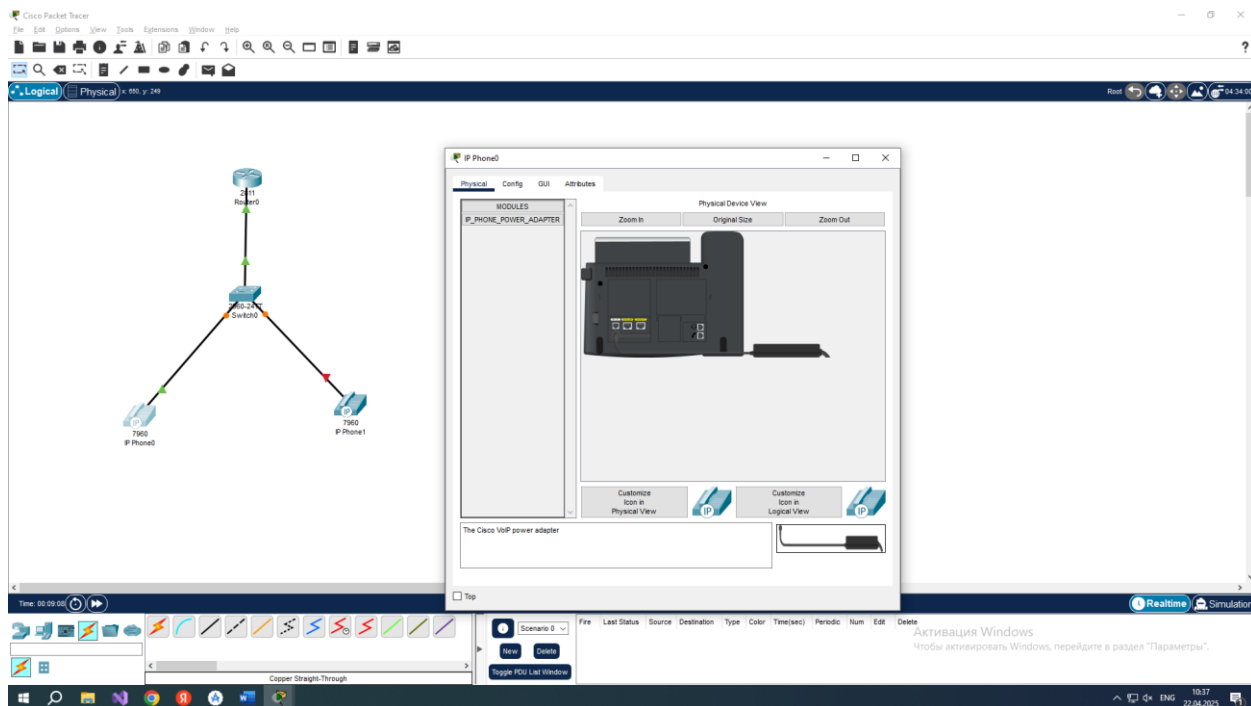 Cisco Packet Tracer
File Edit Options View Tools Extensions Window Help
?
Logical Physical x: 650, y: 249
Root 04:34:00
2811
Router0
2960-24TT
Switch0
7960
IP Phone0
7960
IP Phone1
IP
IP
IP Phone0
Physical Config GUI Attributes
MODULES
IP_PHONE_POWER_ADAPTER
Physical Device View
Zoom In Original Size Zoom Out
Customize
Icon in
Physical View
IP
Customize
Icon in
Logical View
IP
The Cisco VoIP power adapter
Top
Time: 00:09:08
Realtime Simulation
Scenario 0
New Delete
Toggle PDU List Window
Fire Last Status Source Destination Type Color Time(sec) Periodic Num Edit Delete
Активация Windows
Чтобы активировать Windows, перейдите в раздел "Параметры".
Copper Straight-Through
ENG
10:37
22.04.2025